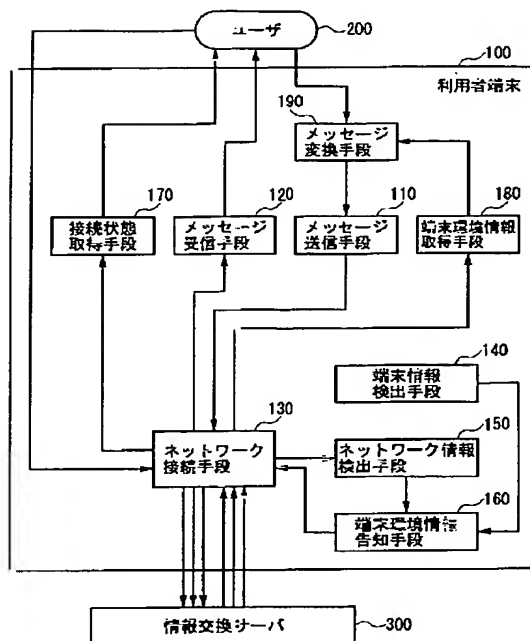 ユーザ
200
100
利用者端末
190
メッセージ
変換手段
170
接続状態
取得手段
120
メッセージ
受信手段
110
メッセージ
送信手段
180
端末環境情報
取得手段
140
端末情報
検出手段
130
ネットワーク
接続手段
150
ネットワーク情報
検出手段
160
端末環境情報
告知手段
情報交換サーバ
300